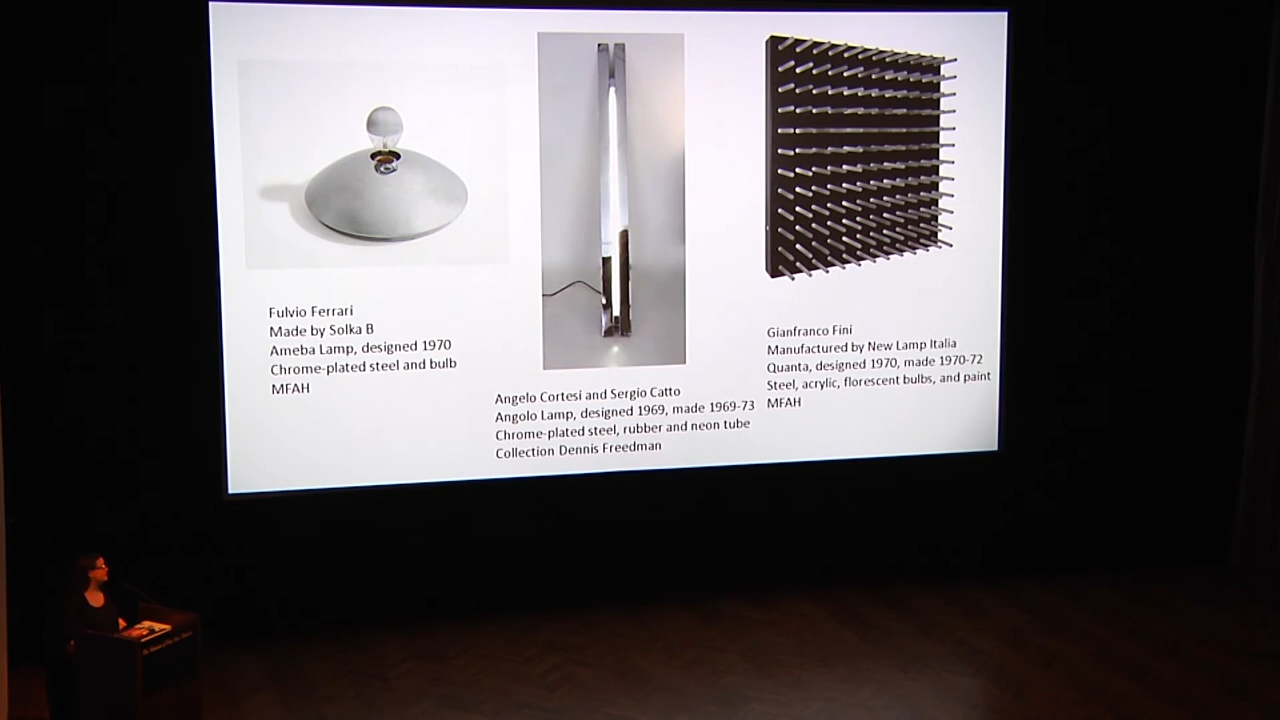 Fulvio Ferrari
Made by Solka B
Ameba Lamp, designed 1970
Chrome-plated steel and bulb
MFAH
Angelo Cortesi and Sergio Catto
Angolo Lamp, designed 1969, made 1969-73
Chrome-plated steel, rubber and neon tube
Collection Dennis Freedman
Gianfranco Fini
Manufactured by New Lamp Italia
Quanta, designed 1970, made 1970-72
Steel, acrylic, florescent bulbs, and paint
MFAH